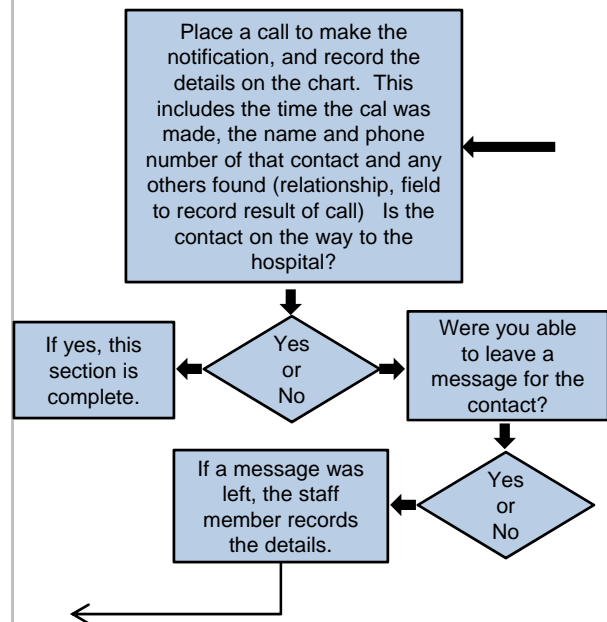 Place a call to make the
notification, and record the
details on the chart.  This
includes the time the cal was
made, the name and phone
number of that contact and any
others found (relationship, field
to record result of call)   Is the
contact on the way to the
hospital?
If yes, this
section is
complete.
Yes
or
No
Were you able
to leave a
message for the
contact?
If a message was
left, the staff
member records
the details.
Yes
or
No